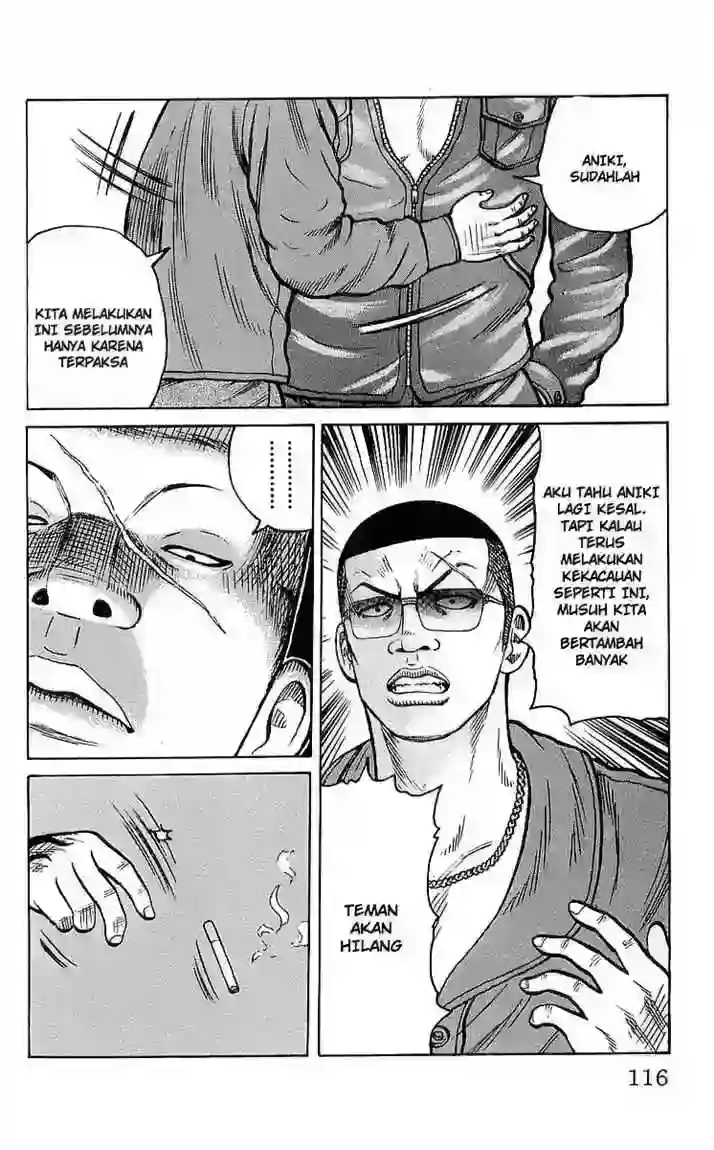 ANIKI,
SUDAHLAH
KITA MELAKUKAN
INI SEBELUMNYA
HANYA KARENA
TERPAKSA
AKU TAHU ANIKI
LAGI KESAL.
TAPI KALAU
TERUS
MELAKUKAN
KEKACAUAN
SEPERTI INI,
MUSUH KITA
AKAN
BERTAMBAH
BANYAK
TEMAN
AKAN
HILANG
116